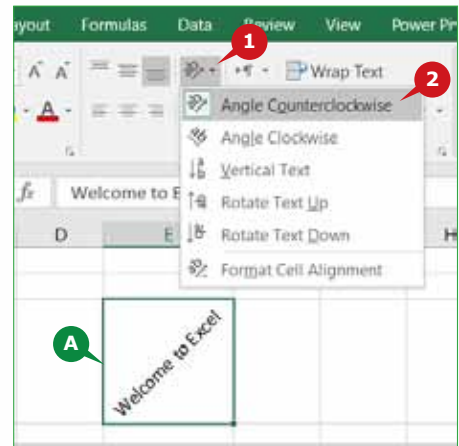 ayout Formulas Data Review View Power Pi
1
A A Wrap Text
2
A Angle Counterclockwise
Angle Clockwise
Vertical Text
fx Welcome to E Rotate Text Up
D E Rotate Text Down H
Format Cell Alignment
A Welcome to Excel